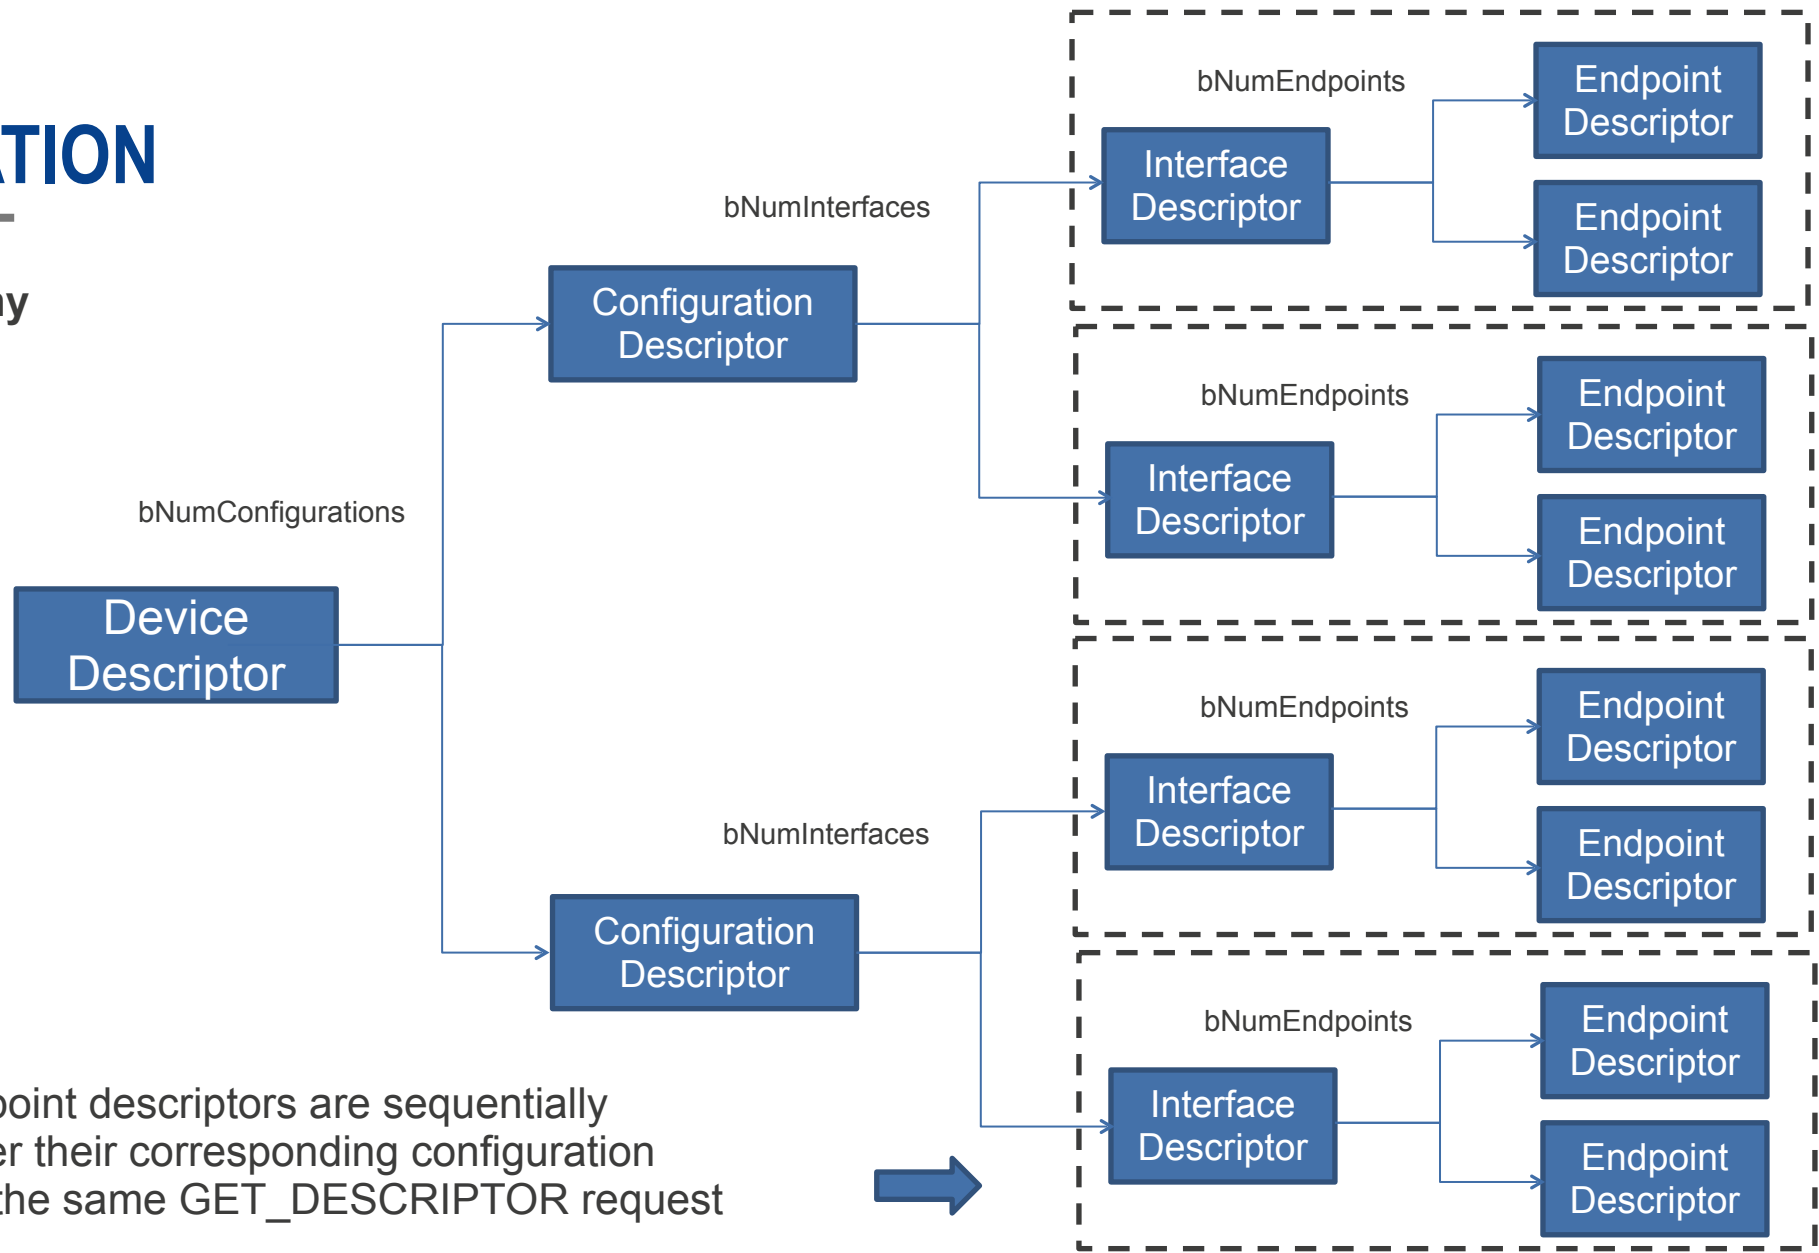 ATION
ny
bNumConfigurations
Device
Descriptor
bNumInterfaces
Configuration
Descriptor
bNumInterfaces
Configuration
Descriptor
bNumEndpoints
Interface
Descriptor
Endpoint
Descriptor
Endpoint
Descriptor
bNumEndpoints
Interface
Descriptor
Endpoint
Descriptor
Endpoint
Descriptor
bNumEndpoints
Interface
Descriptor
Endpoint
Descriptor
Endpoint
Descriptor
bNumEndpoints
Interface
Descriptor
Endpoint
Descriptor
Endpoint
Descriptor
point descriptors are sequentially
er their corresponding configuration
the same GET_DESCRIPTOR request